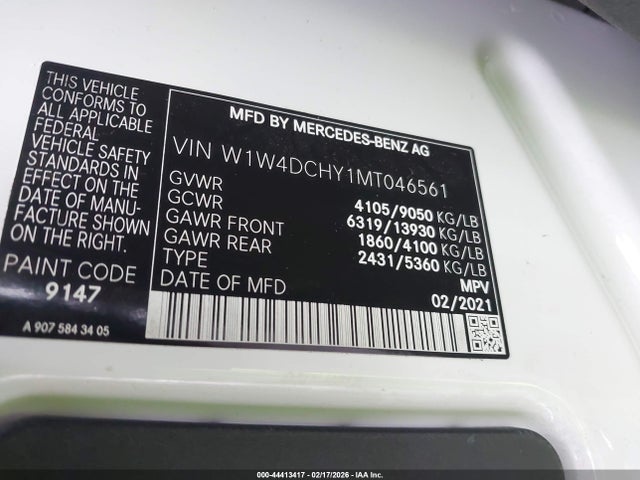 THIS VEHICLE
CONFORMS TO
ALL APPLICABLE
FEDERAL
VEHICLE SAFETY
STANDARDS IN
EFFECT ON THE
DATE OF MANU-
FACTURE SHOWN
ABOVE.
PAINT CODE
9147
A 907 584 34 05
MFD BY MERCEDES-BENZ AG
VIN W1W4DCHY1MT046561
GVWR 4105/9050 KG/LB
GCWR 6319/13930 KG/LB
GAWR FRONT 1860/4100 KG/LB
GAWR REAR 2431/5360 KG/LB
TYPE MPV
DATE OF MFD 02/2021
000-44413417 - 02/17/2026 - IAA Inc.